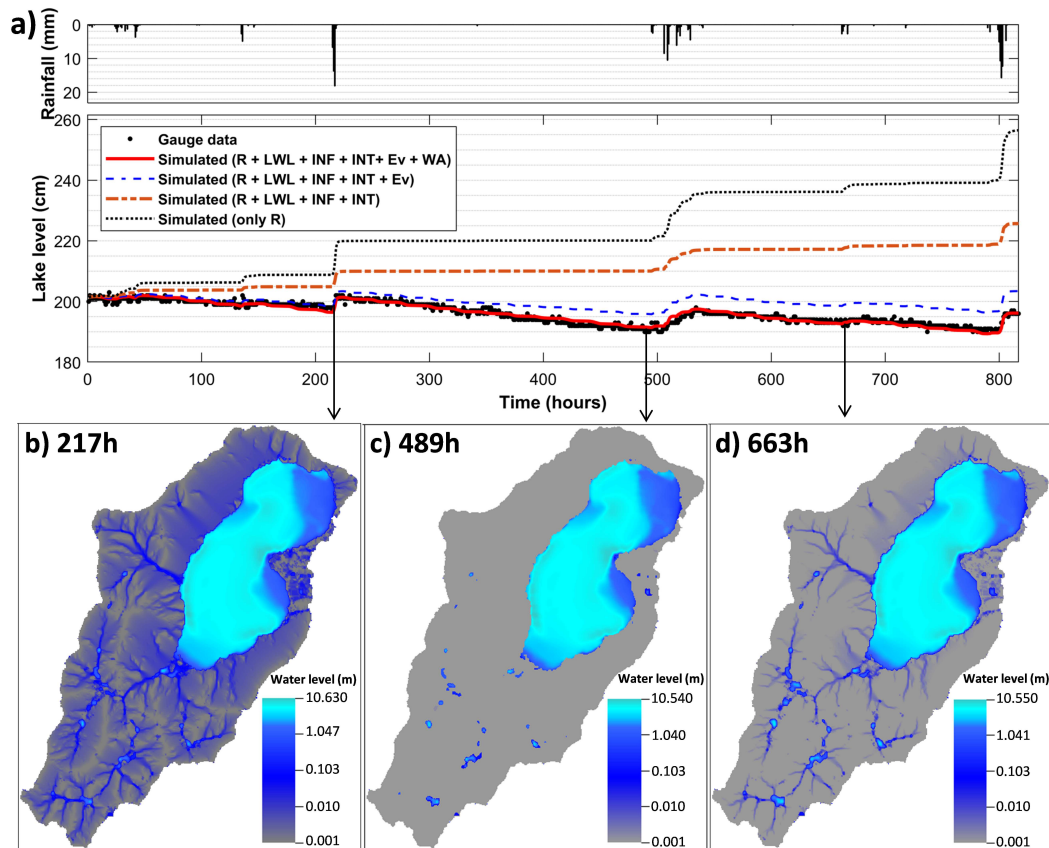 a)
Rainfall (mm)
0
10
20
Lake level (cm)
260
240
220
200
180
Gauge data
Simulated (R + LWL + INF + INT+ Ev + WA)
Simulated (R + LWL + INF + INT + Ev)
Simulated (R + LWL + INF + INT)
Simulated (only R)
0 100 200 300 400 500 600 700 800
Time (hours)
b) 217h
Water level (m)
10.630
1.047
0.103
0.010
0.001
c) 489h
Water level (m)
10.540
1.040
0.103
0.010
0.001
d) 663h
Water level (m)
10.550
1.041
0.103
0.010
0.001